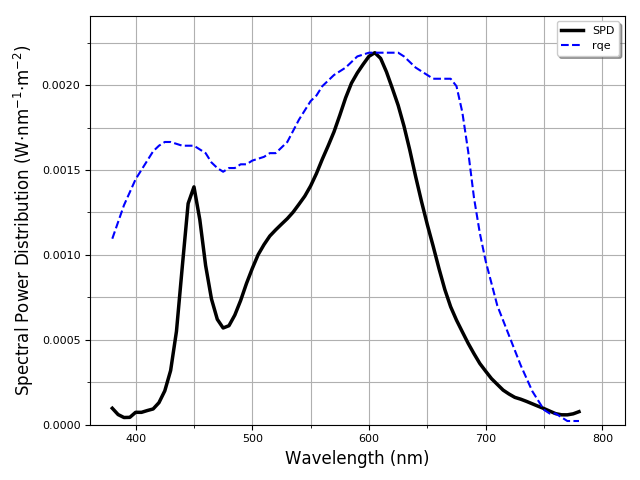 SPD
rqe
Spectral Power Distribution (W·nm⁻¹·m⁻²)
0.0020
0.0015
0.0010
0.0005
0.0000
400 500 600 700 800
Wavelength (nm)